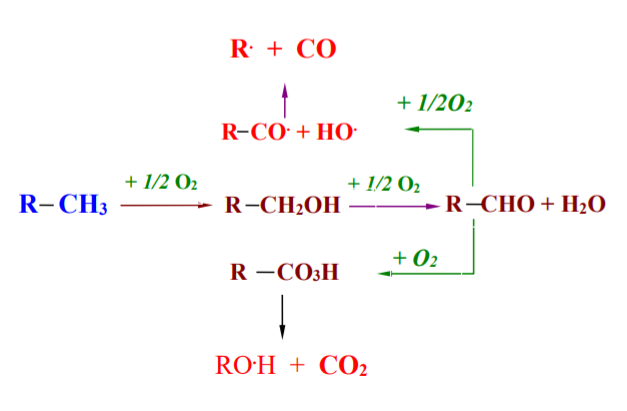 R· + CO
+ 1/2O₂
R–CO· + HO·
+ 1/2 O₂ + 1/2 O₂
R–CH₃ R–CH₂OH R–CHO + H₂O
+ O₂
R–CO₃H
RO·H + CO₂